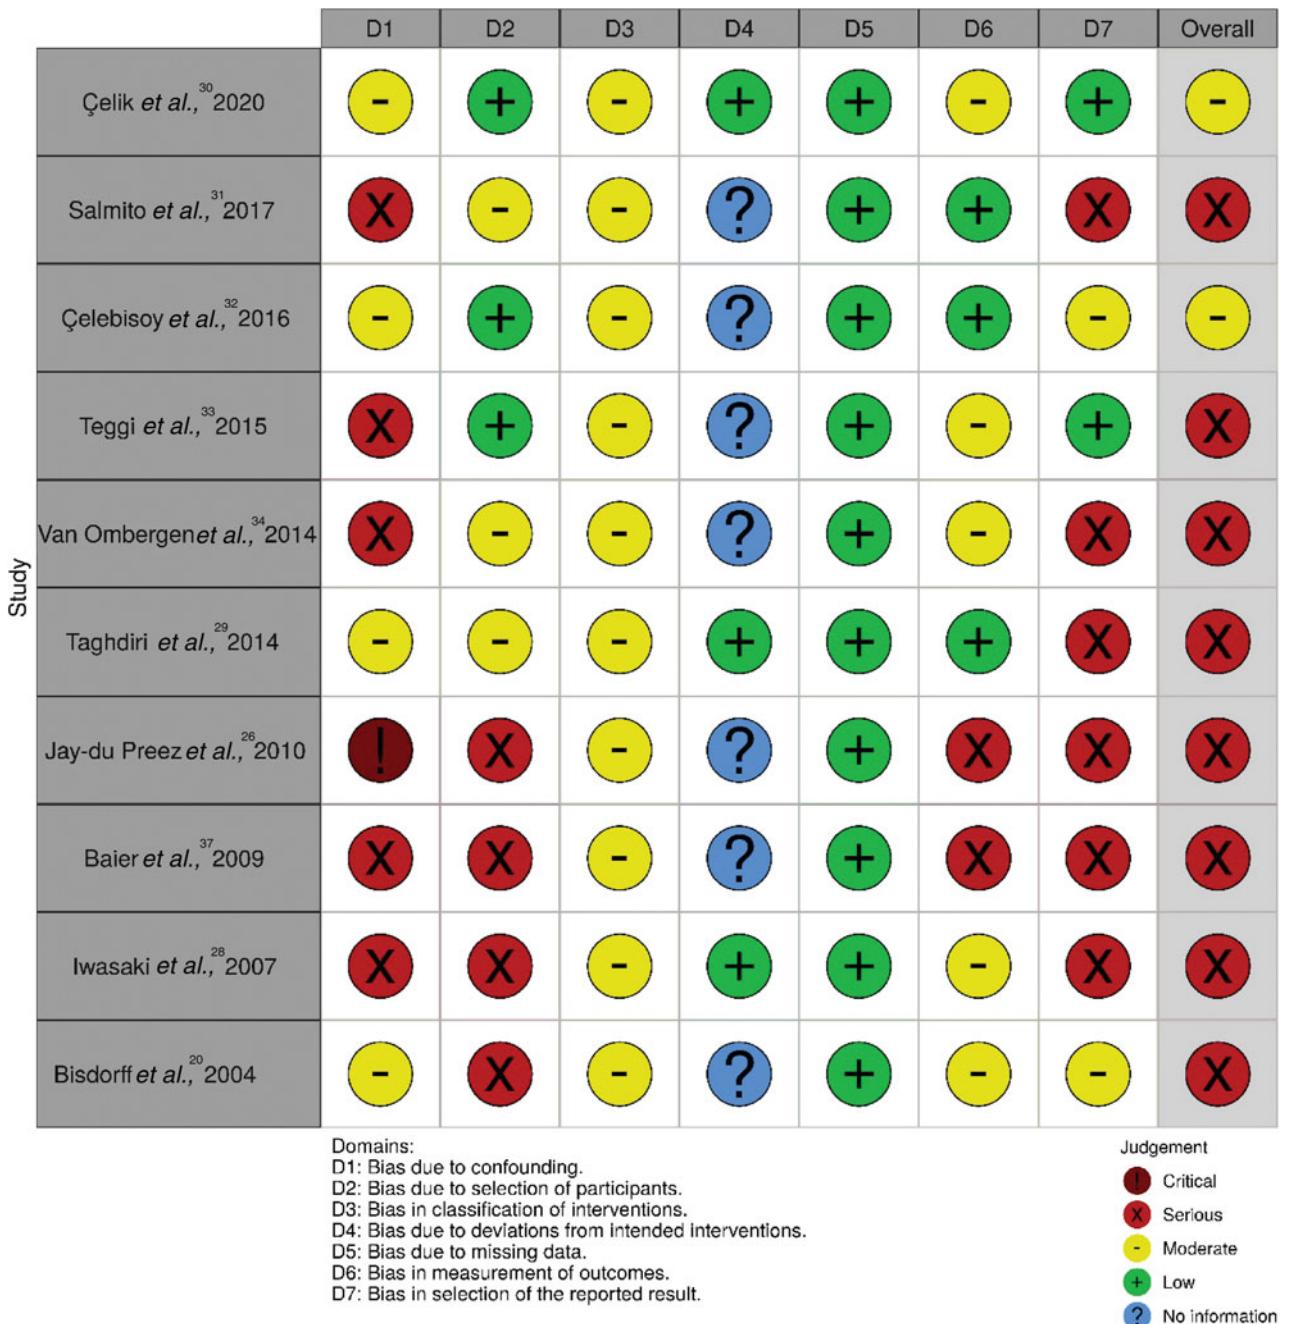 D1 D2 D3 D4 D5 D6 D7 Overall
Study
Çelik et al.,30 2020 - + - + + - + -
Salmito et al.,31 2017 X - - ? + + X X
Çelebisoy et al.,32 2016 - + - ? + + - -
Teggi et al.,33 2015 X + - ? + - + X
Van Ombergen et al.,34 2014 X - - ? + - X X
Taghdiri et al.,29 2014 - - - + + + X X
Jay-du Preez et al.,26 2010 ! X - ? + X X X
Baier et al.,37 2009 X X - ? + X X X
Iwasaki et al.,28 2007 X X - + + - X X
Bisdorff et al.,20 2004 - X - ? + - - X
Domains:
D1: Bias due to confounding.
D2: Bias due to selection of participants.
D3: Bias in classification of interventions.
D4: Bias due to deviations from intended interventions.
D5: Bias due to missing data.
D6: Bias in measurement of outcomes.
D7: Bias in selection of the reported result.
Judgement
! Critical
X Serious
- Moderate
+ Low
? No information